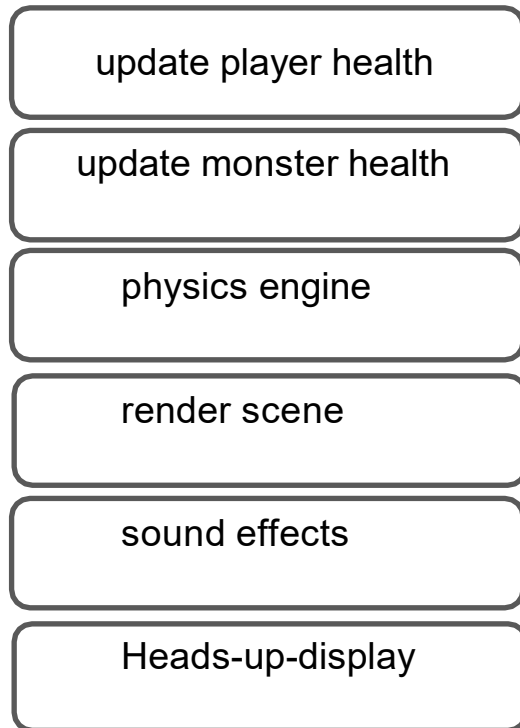 update player health
update monster health
physics engine
render scene
sound effects
Heads-up-display